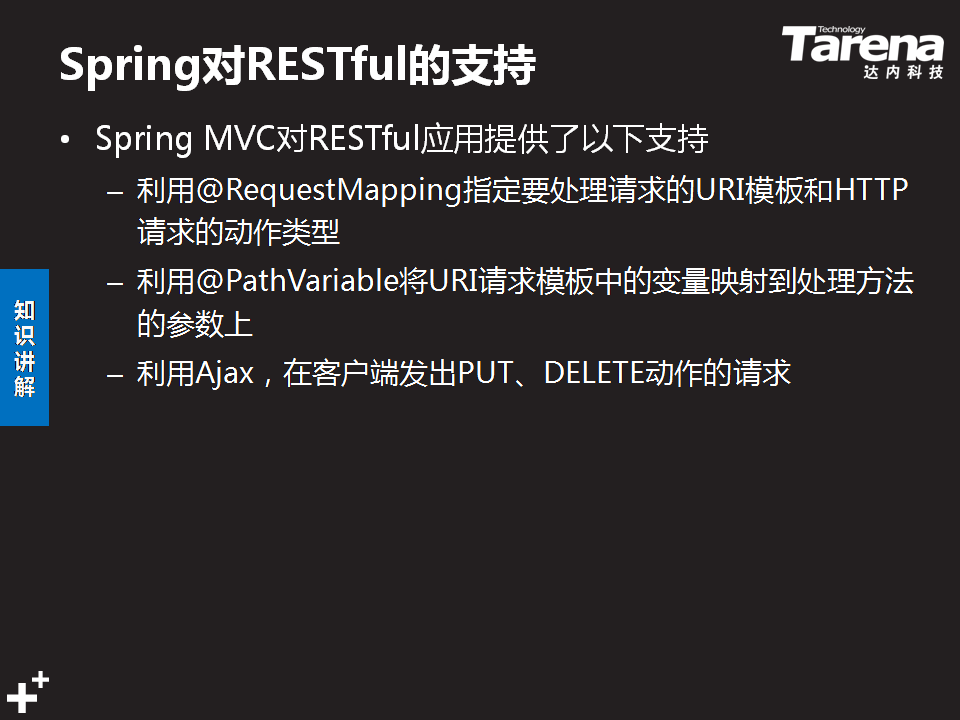 Spring对RESTful的支持
Technology
Tarena
达内科技
• Spring MVC对RESTful应用提供了以下支持
– 利用@RequestMapping指定要处理请求的URI模板和HTTP
请求的动作类型
– 利用@PathVariable将URI请求模板中的变量映射到处理方法
的参数上
– 利用Ajax，在客户端发出PUT、DELETE动作的请求
知识讲解